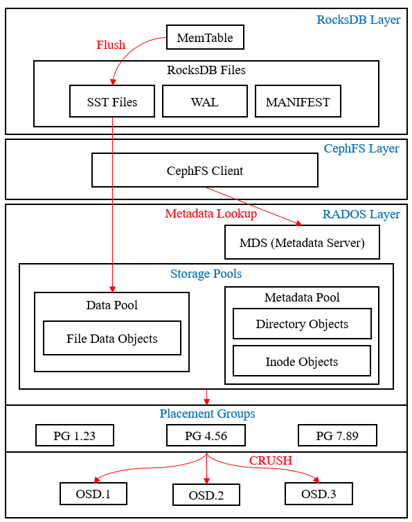 RocksDB Layer
MemTable
Flush
RocksDB Files
SST Files WAL MANIFEST
CephFS Layer
CephFS Client
Metadata Lookup
RADOS Layer
MDS (Metadata Server)
Storage Pools
Data Pool
File Data Objects
Metadata Pool
Directory Objects
Inode Objects
Placement Groups
PG 1.23 PG 4.56 PG 7.89
CRUSH
OSD.1 OSD.2 OSD.3